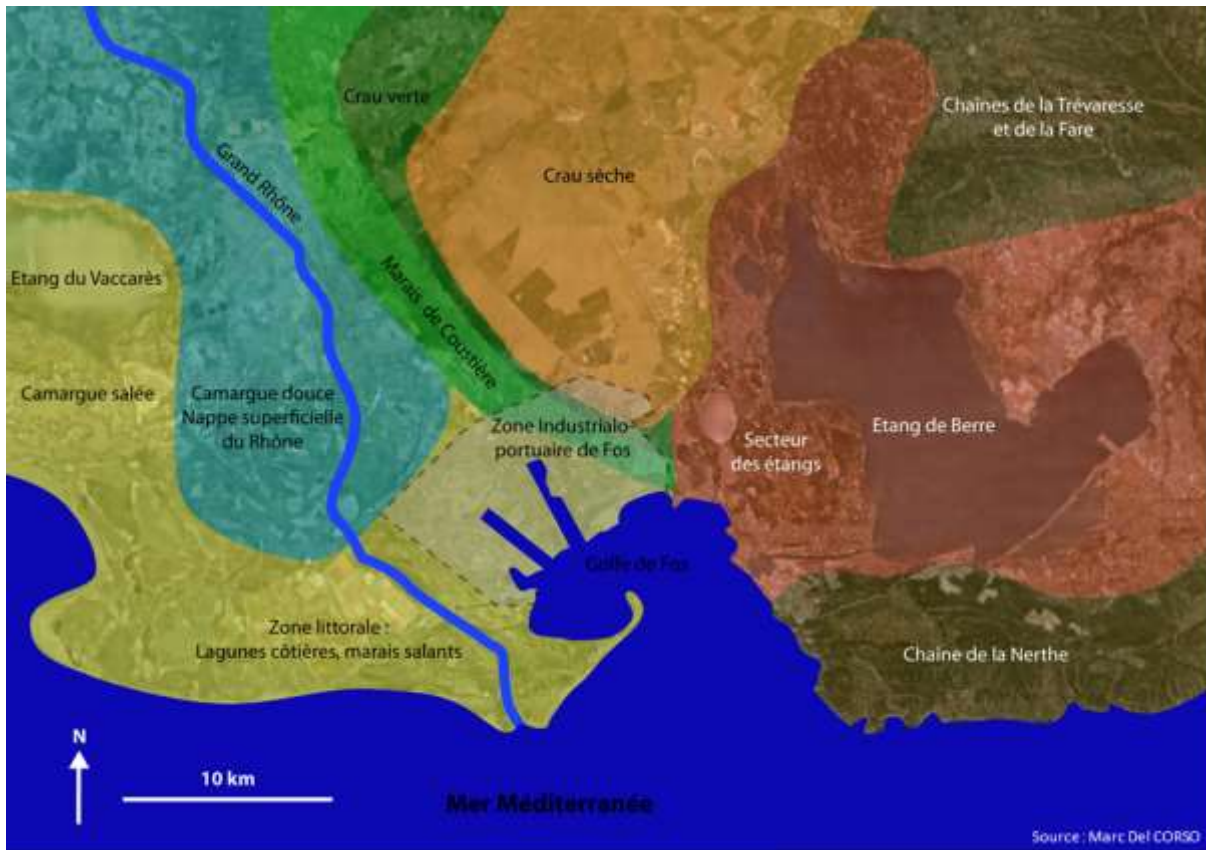 Crau verte
Chaînes de la Trévaresse
et de la Fare
Grand Rhône
Crau sèche
Etang du Vaccarès
Marais de Coustière
Camargue salée
Camargue douce
Nappe superficielle
du Rhône
Zone Industrialo-
portuaire de Fos
Secteur
des étangs
Etang de Berre
Golfe de Fos
Zone littorale :
Lagunes côtières, marais salants
Chaîne de la Nerthe
N
10 km
Mer Méditerranée
Source : Marc Del CORSO